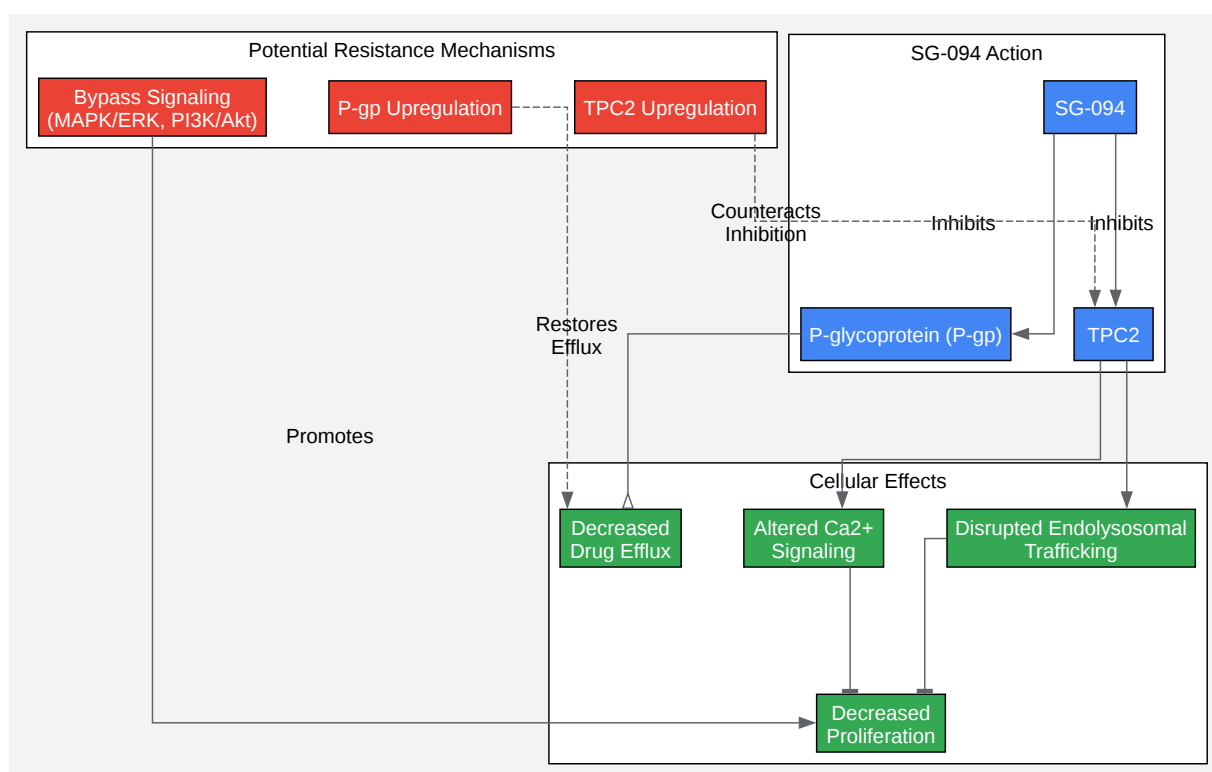 Potential Resistance Mechanisms
SG-094 Action
Bypass Signaling
(MAPK/ERK, PI3K/Akt)
P-gp Upregulation
TPC2 Upregulation
SG-094
Counteracts
Inhibition
Inhibits
Inhibits
Restores
Efflux
P-glycoprotein (P-gp)
TPC2
Promotes
Cellular Effects
Decreased
Drug Efflux
Altered Ca2+
Signaling
Disrupted Endolysosomal
Trafficking
Decreased
Proliferation